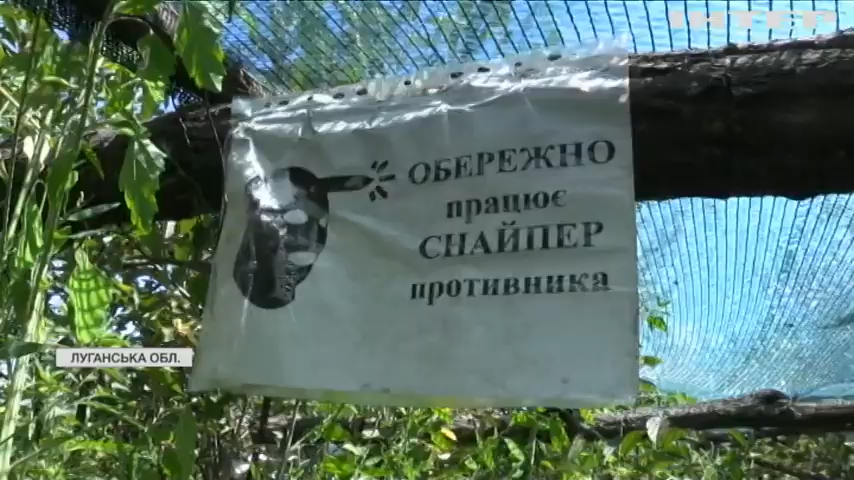 ІНТЕР
ОБЕРЕЖНО
працює
СНАЙПЕР
противника
ЛУГАНСЬКА ОБЛ.